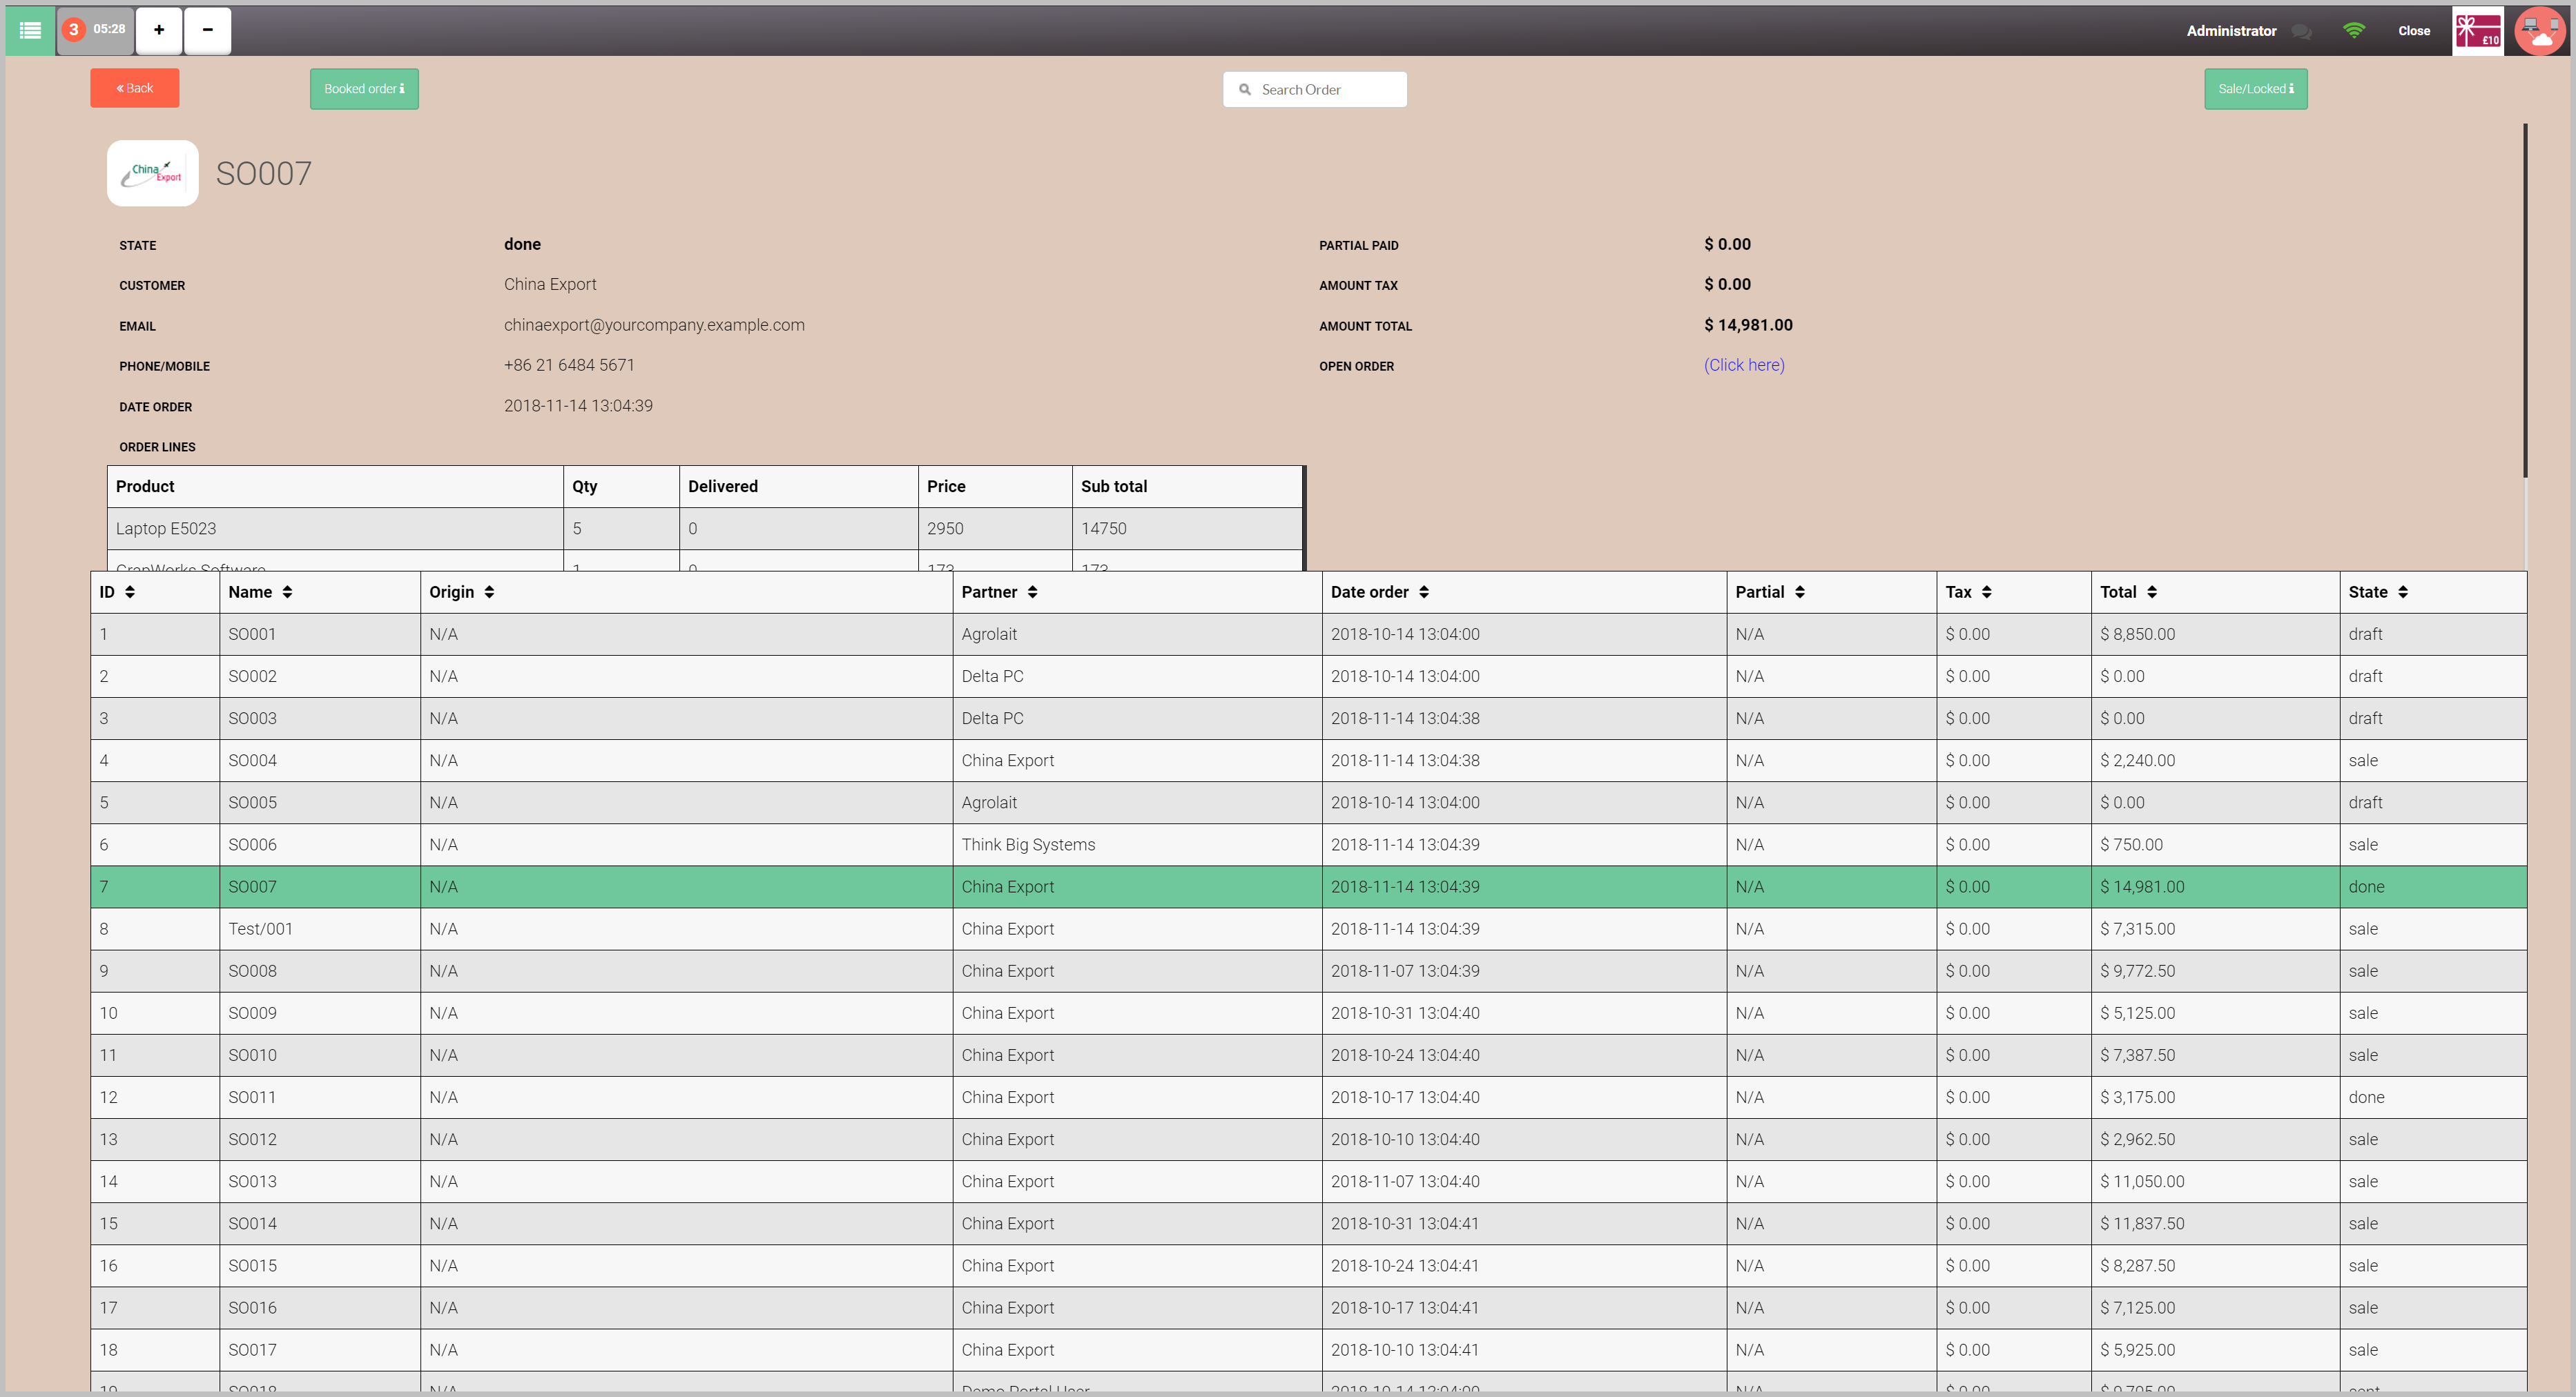 3 05:28 + - Administrator Close £10
« Back Booked order i Search Order Sale/Locked i
China Export SO007
STATE done PARTIAL PAID $ 0.00
CUSTOMER China Export AMOUNT TAX $ 0.00
EMAIL chinaexport@yourcompany.example.com AMOUNT TOTAL $ 14,981.00
PHONE/MOBILE +86 21 6484 5671 OPEN ORDER (Click here)
DATE ORDER 2018-11-14 13:04:39
ORDER LINES
Product Qty Delivered Price Sub total
Laptop E5023 5 0 2950 14750
GrapWorks Software 1 0 173 173
ID Name Origin Partner Date order Partial Tax Total State
1 SO001 N/A Agrolait 2018-10-14 13:04:00 N/A $ 0.00 $ 8,850.00 draft
2 SO002 N/A Delta PC 2018-10-14 13:04:00 N/A $ 0.00 $ 0.00 draft
3 SO003 N/A Delta PC 2018-11-14 13:04:38 N/A $ 0.00 $ 0.00 draft
4 SO004 N/A China Export 2018-11-14 13:04:38 N/A $ 0.00 $ 2,240.00 sale
5 SO005 N/A Agrolait 2018-10-14 13:04:00 N/A $ 0.00 $ 0.00 draft
6 SO006 N/A Think Big Systems 2018-11-14 13:04:39 N/A $ 0.00 $ 750.00 sale
7 SO007 N/A China Export 2018-11-14 13:04:39 N/A $ 0.00 $ 14,981.00 done
8 Test/001 N/A China Export 2018-11-14 13:04:39 N/A $ 0.00 $ 7,315.00 sale
9 SO008 N/A China Export 2018-11-07 13:04:39 N/A $ 0.00 $ 9,772.50 sale
10 SO009 N/A China Export 2018-10-31 13:04:40 N/A $ 0.00 $ 5,125.00 sale
11 SO010 N/A China Export 2018-10-24 13:04:40 N/A $ 0.00 $ 7,387.50 sale
12 SO011 N/A China Export 2018-10-17 13:04:40 N/A $ 0.00 $ 3,175.00 done
13 SO012 N/A China Export 2018-10-10 13:04:40 N/A $ 0.00 $ 2,962.50 sale
14 SO013 N/A China Export 2018-11-07 13:04:40 N/A $ 0.00 $ 11,050.00 sale
15 SO014 N/A China Export 2018-10-31 13:04:41 N/A $ 0.00 $ 11,837.50 sale
16 SO015 N/A China Export 2018-10-24 13:04:41 N/A $ 0.00 $ 8,287.50 sale
17 SO016 N/A China Export 2018-10-17 13:04:41 N/A $ 0.00 $ 7,125.00 sale
18 SO017 N/A China Export 2018-10-10 13:04:41 N/A $ 0.00 $ 5,925.00 sale
19 SO018 N/A Demo Portal User 2018-10-14 13:04:00 N/A $ 0.00